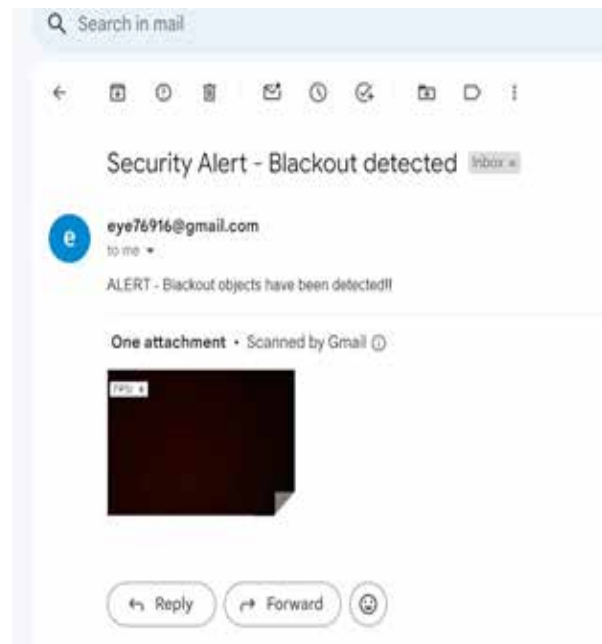 Search in mail
Security Alert - Blackout detected Inbox ×
e
eye76916@gmail.com
to me
ALERT - Blackout objects have been detected!!
One attachment • Scanned by Gmail
Reply Forward